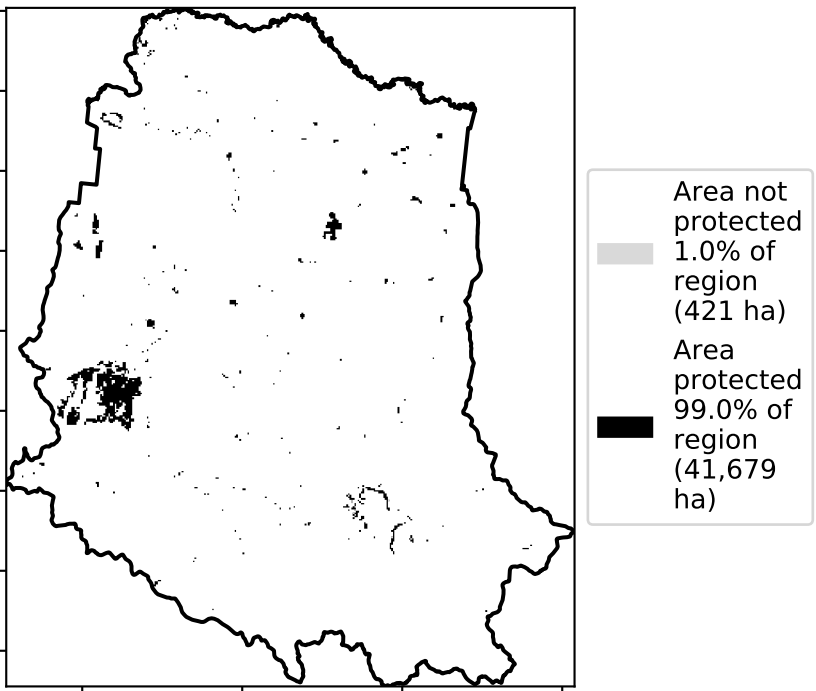 Area not
protected
1.0% of
region
(421 ha)
Area
protected
99.0% of
region
(41,679
ha)